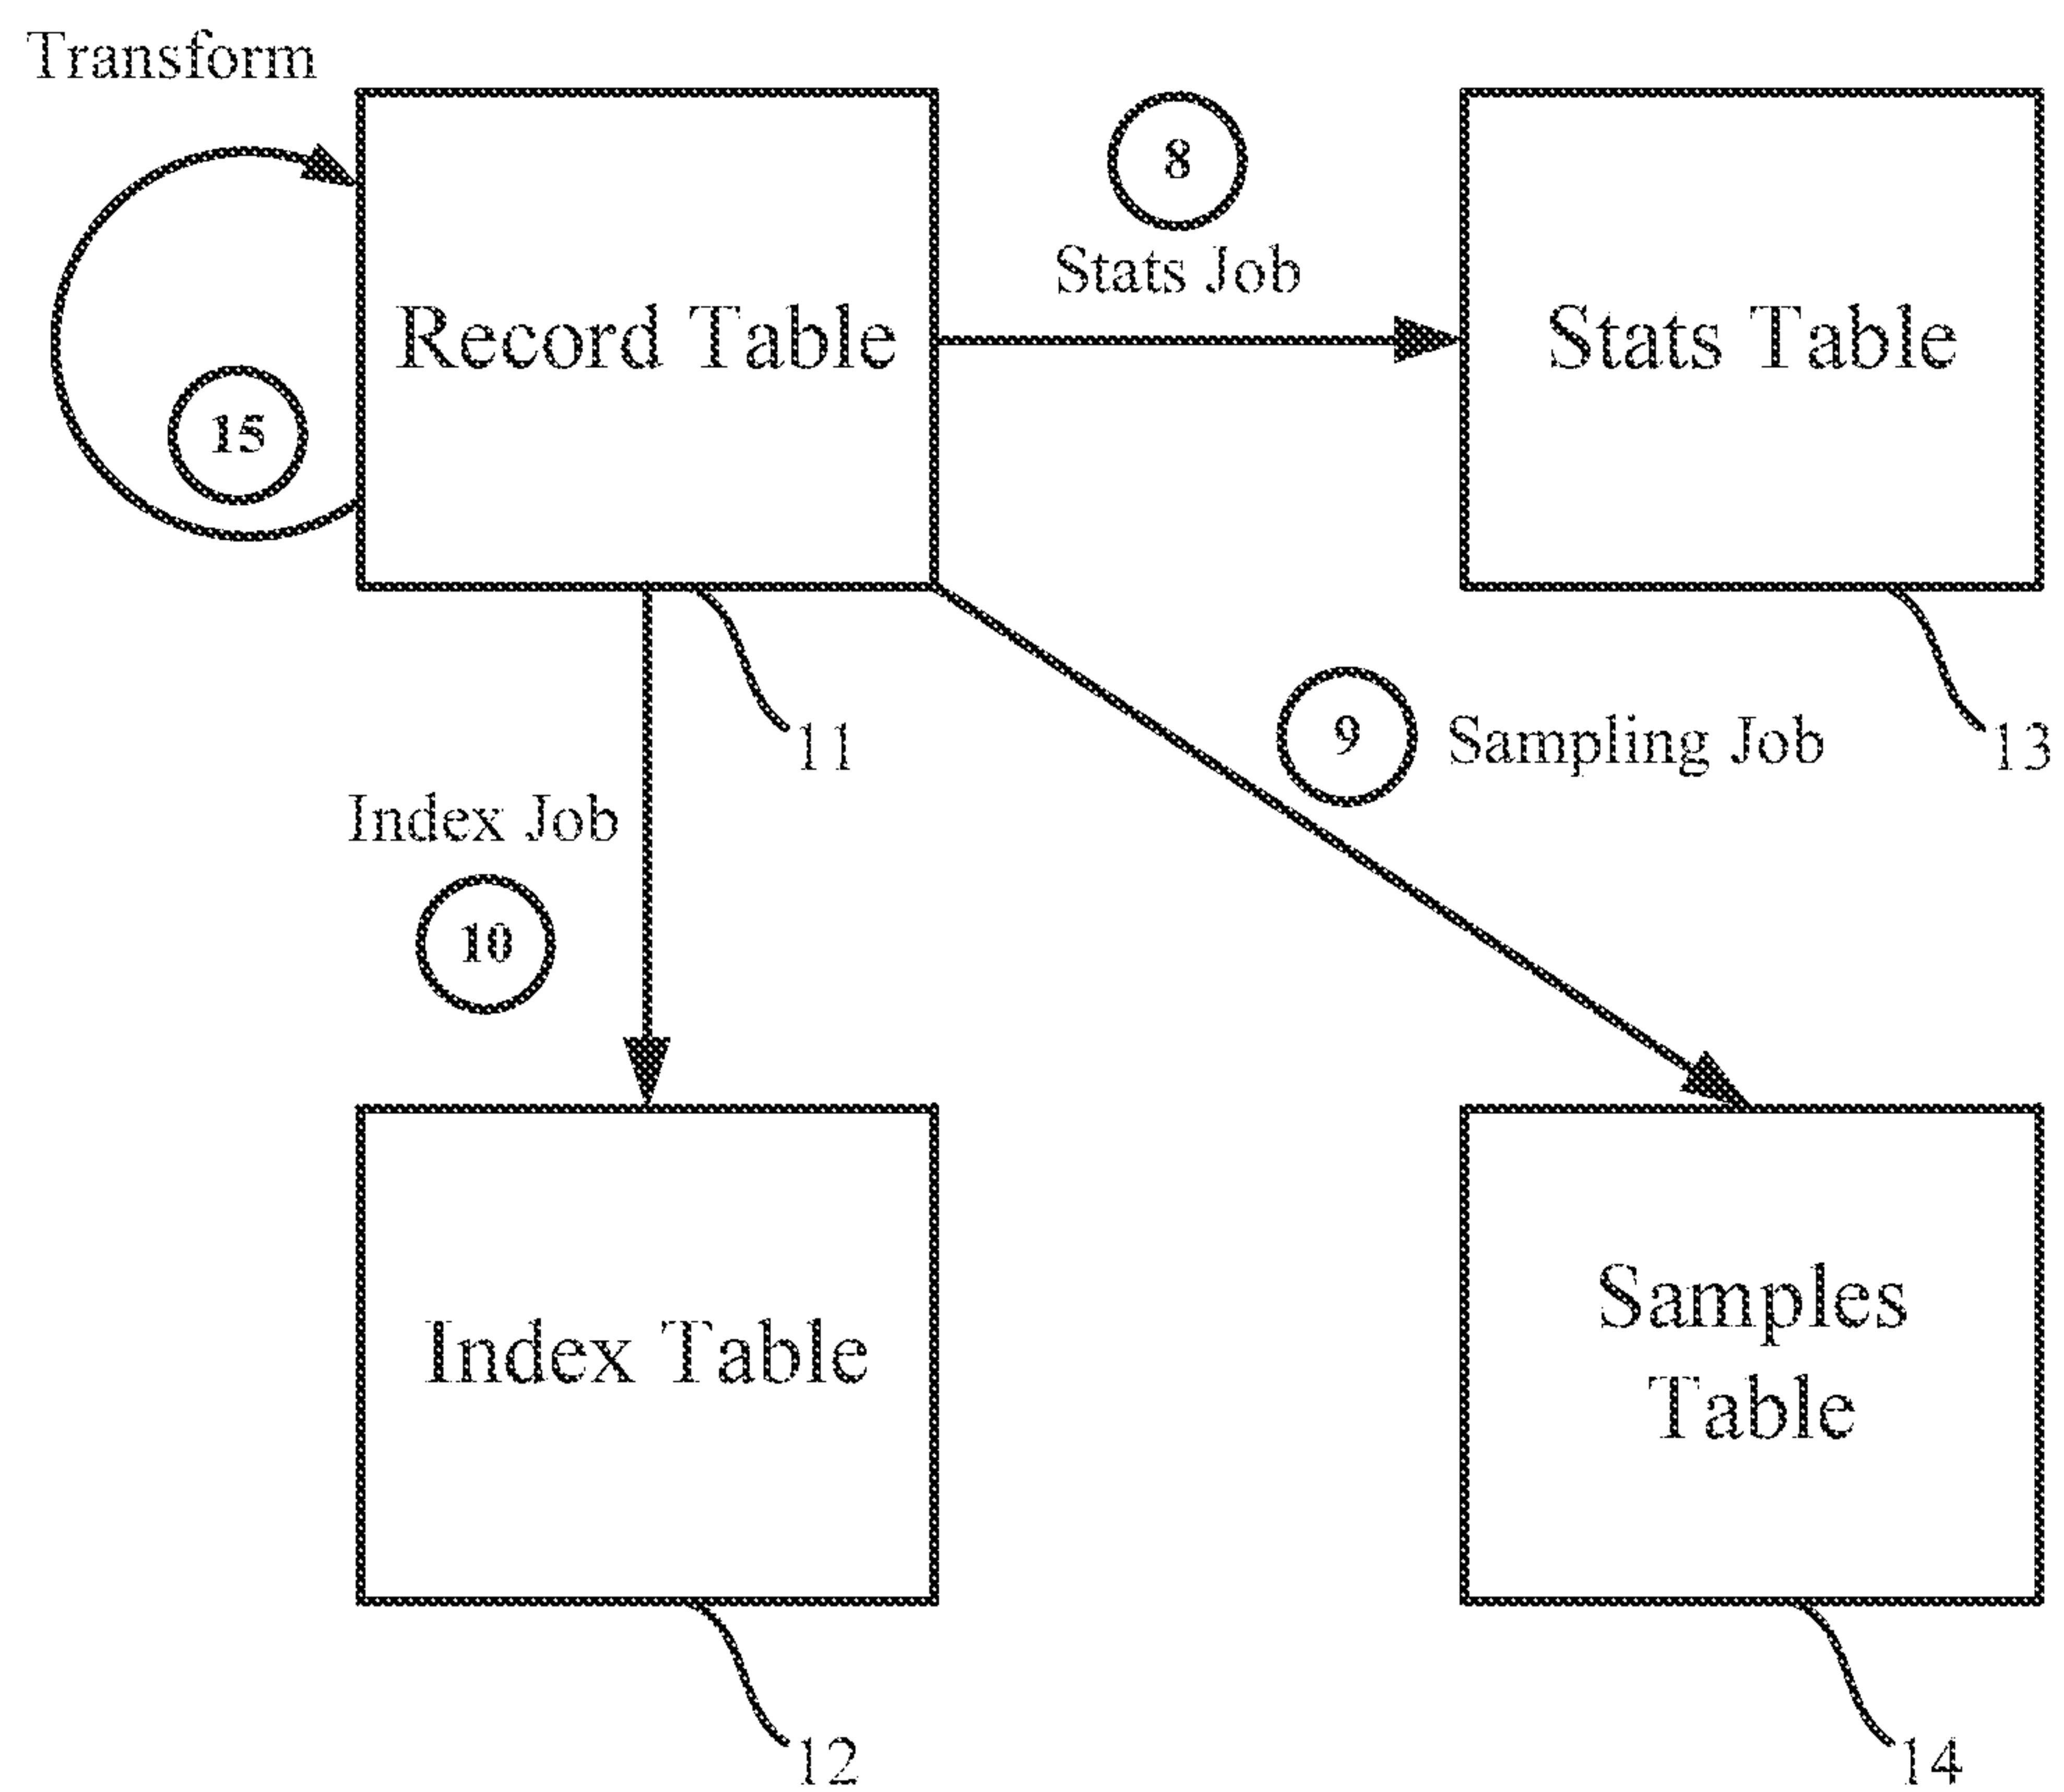 Transform
8
Stats Job
Record Table
Stats Table
15
11
9
Sampling Job
13
Index Job
10
Index Table
Samples
Table
12
14